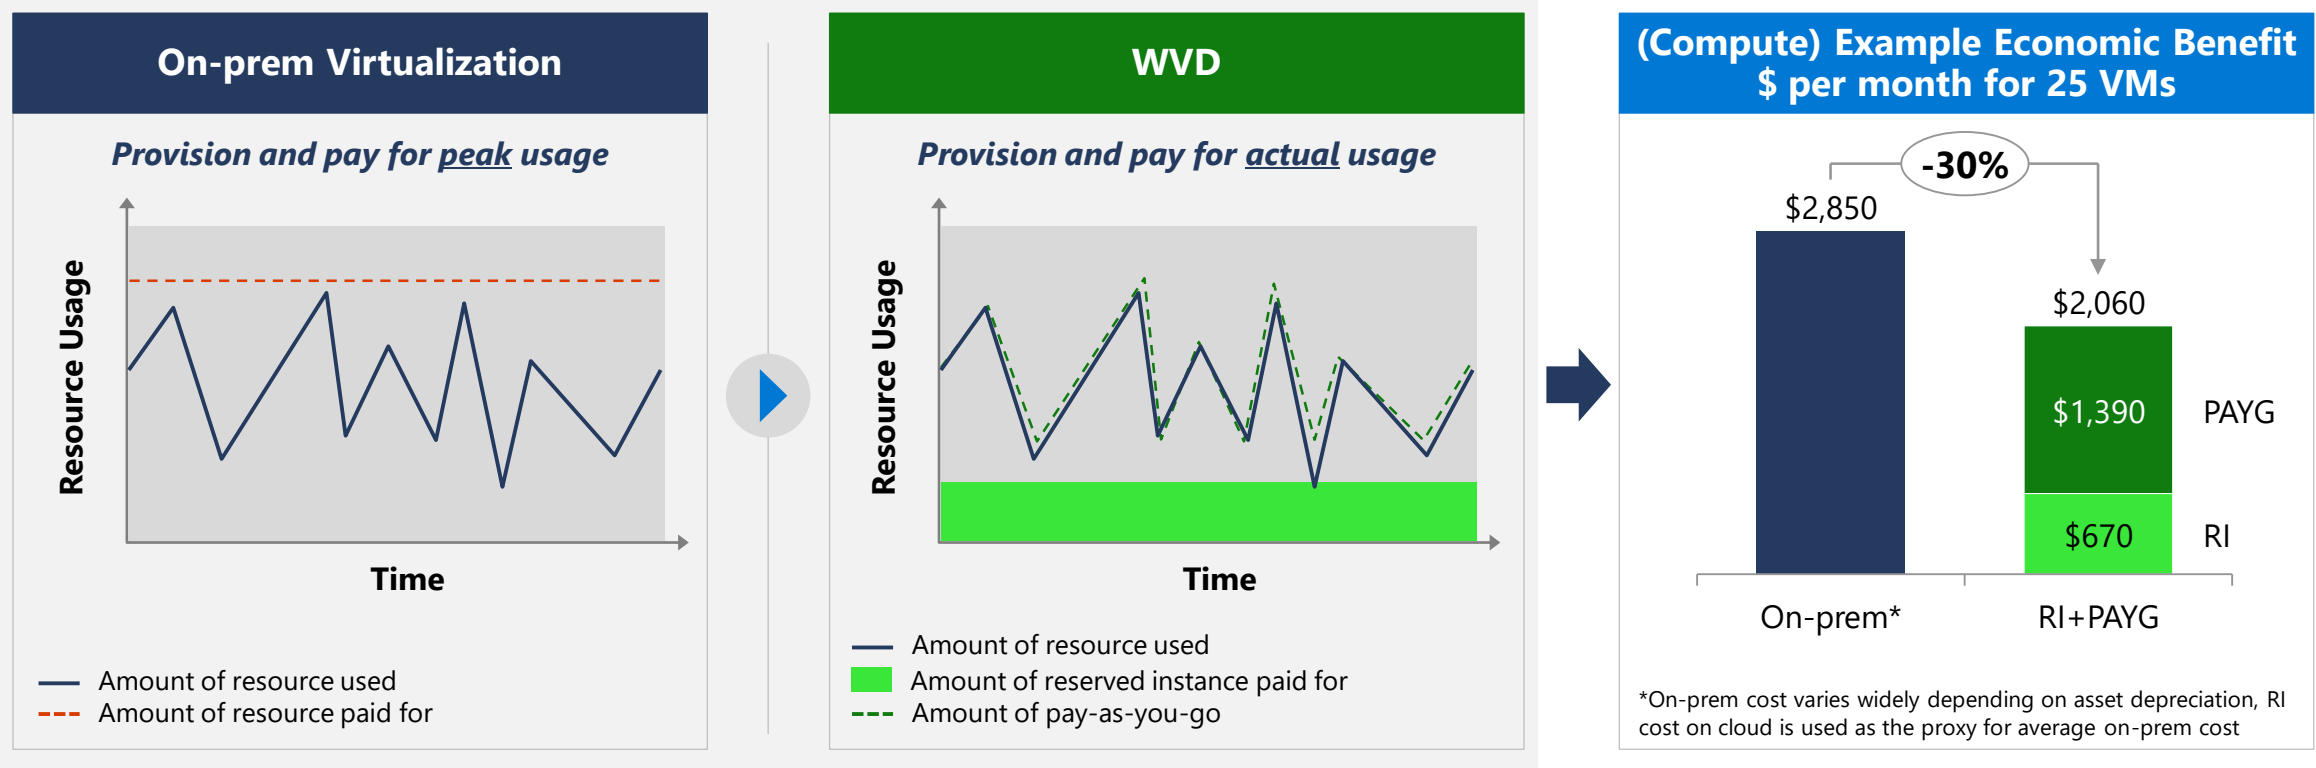 On-prem Virtualization
Provision and pay for peak usage
Resource Usage
Time
Amount of resource used
Amount of resource paid for
WVD
Provision and pay for actual usage
Resource Usage
Time
Amount of resource used
Amount of reserved instance paid for
Amount of pay-as-you-go
(Compute) Example Economic Benefit
$ per month for 25 VMs
-30%
$2,850
$2,060
$1,390
PAYG
$670
RI
On-prem*
RI+PAYG
*On-prem cost varies widely depending on asset depreciation, RI
cost on cloud is used as the proxy for average on-prem cost